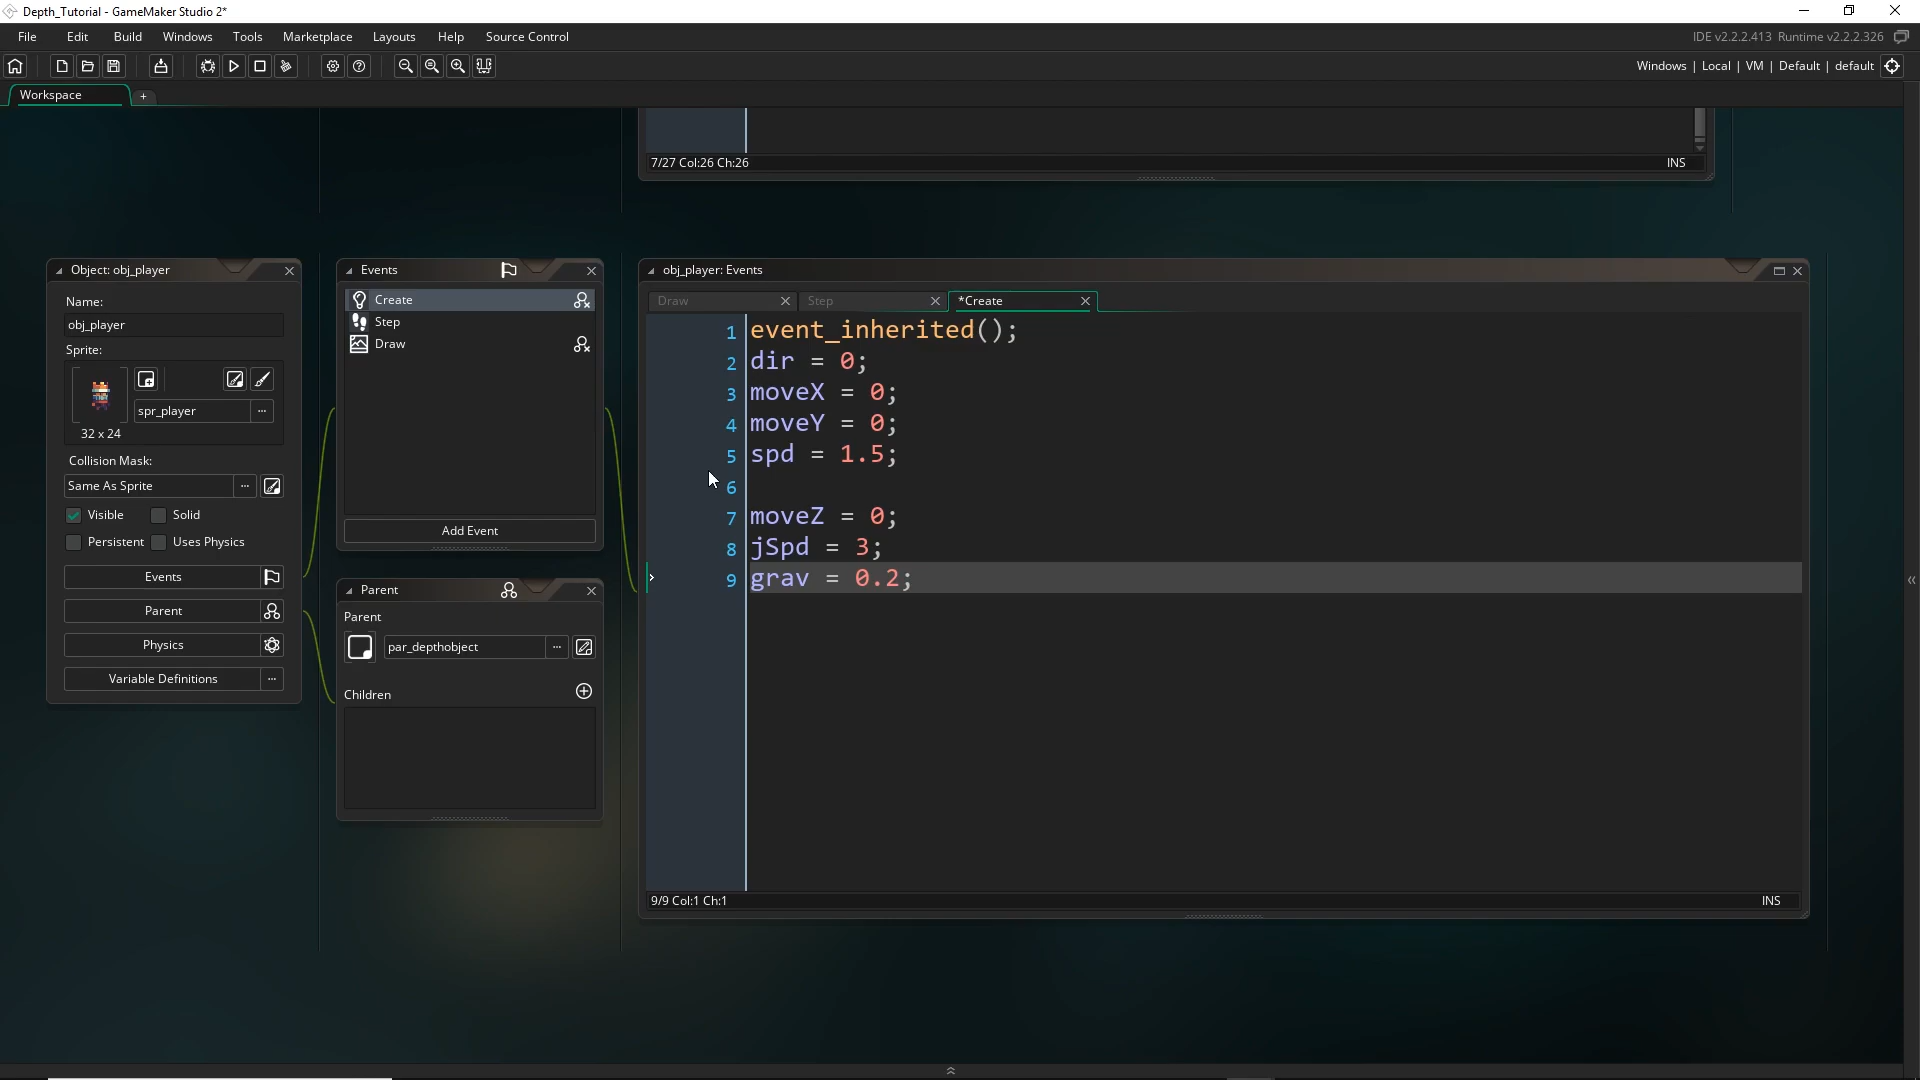 Depth_Tutorial - GameMaker Studio 2*
File Edit Build Windows Tools Marketplace Layouts Help Source Control
IDE v2.2.2.413 Runtime v2.2.2.326
Windows | Local | VM | Default | default
Workspace
+
7/27 Col:26 Ch:26
INS
Object: obj_player
Name:
obj_player
Sprite:
spr_player
...
32 x 24
Collision Mask:
Same As Sprite
...
Visible
Solid
Persistent
Uses Physics
Events
Parent
Physics
Variable Definitions
...
Events
Create
Step
Draw
Add Event
Parent
Parent
par_depthobject
...
Children
obj_player: Events
Draw
Step
*Create
1 event_inherited();
2 dir = 0;
3 moveX = 0;
4 moveY = 0;
5 spd = 1.5;
6
7 moveZ = 0;
8 jSpd = 3;
9 grav = 0.2;
9/9 Col:1 Ch:1
INS